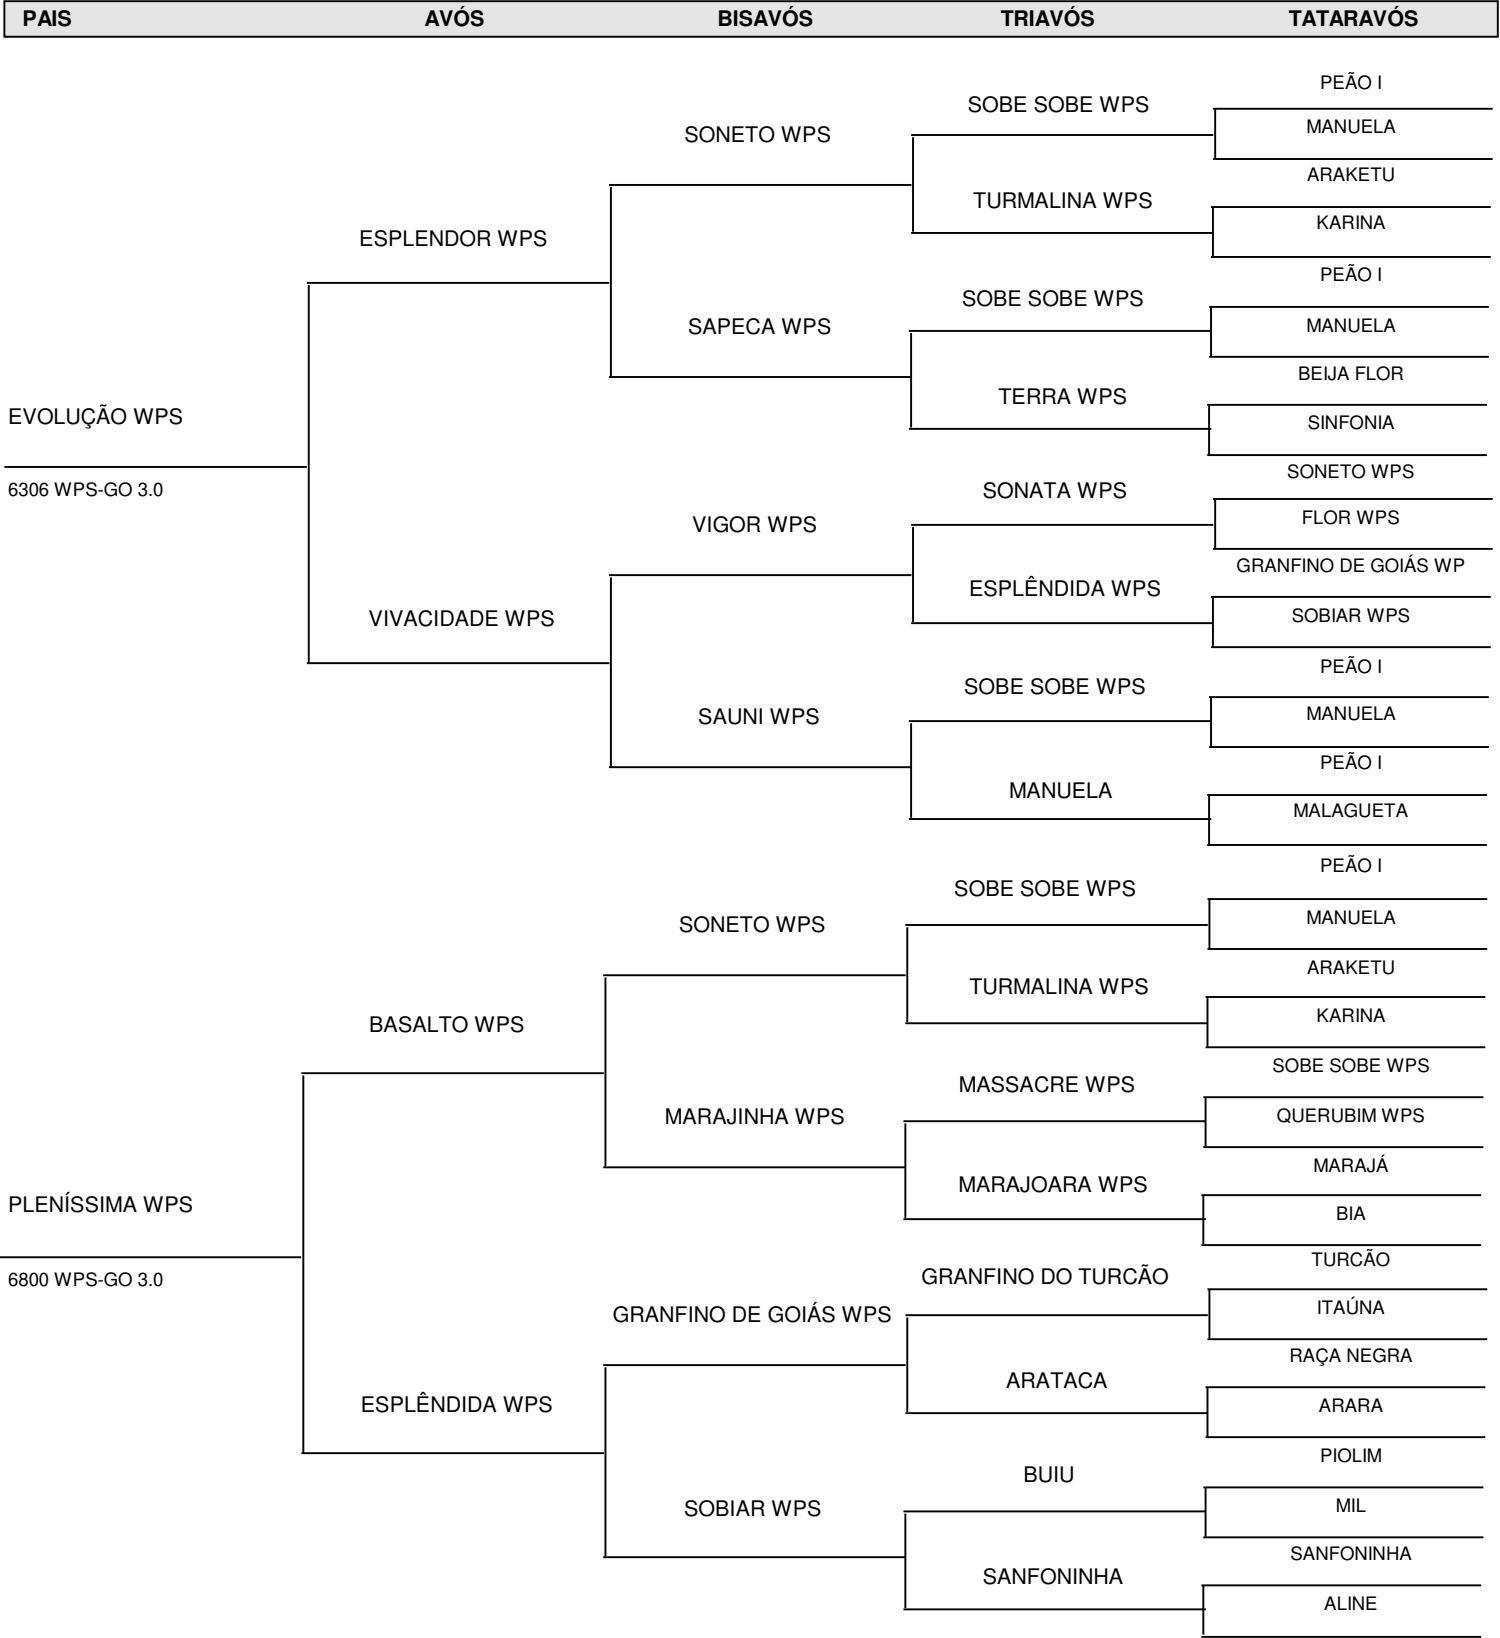 PAIS AVÓS BISAVÓS TRIAVÓS TATARAVÓS
PEÃO I
SOBE SOBE WPS
MANUELA
SONETO WPS
ARAKETU
TURMALINA WPS
KARINA
ESPLENDOR WPS
PEÃO I
SOBE SOBE WPS
MANUELA
SAPECA WPS
BEIJA FLOR
TERRA WPS
SINFONIA
EVOLUÇÃO WPS
6306 WPS-GO 3.0
SONETO WPS
SONATA WPS
FLOR WPS
VIGOR WPS
GRANFINO DE GOIÁS WP
ESPLÊNDIDA WPS
SOBIAR WPS
VIVACIDADE WPS
PEÃO I
SOBE SOBE WPS
MANUELA
SAUNI WPS
PEÃO I
MANUELA
MALAGUETA
PEÃO I
SOBE SOBE WPS
MANUELA
SONETO WPS
ARAKETU
TURMALINA WPS
KARINA
BASALTO WPS
SOBE SOBE WPS
MASSACRE WPS
QUERUBIM WPS
MARAJINHA WPS
MARAJÁ
MARAJOARA WPS
BIA
PLENÍSSIMA WPS
6800 WPS-GO 3.0
TURCÃO
GRANFINO DO TURCÃO
ITAÚNA
GRANFINO DE GOIÁS WPS
RAÇA NEGRA
ARATACA
ARARA
ESPLÊNDIDA WPS
PIOLIM
BUIU
MIL
SOBIAR WPS
SANFONINHA
SANFONINHA
ALINE